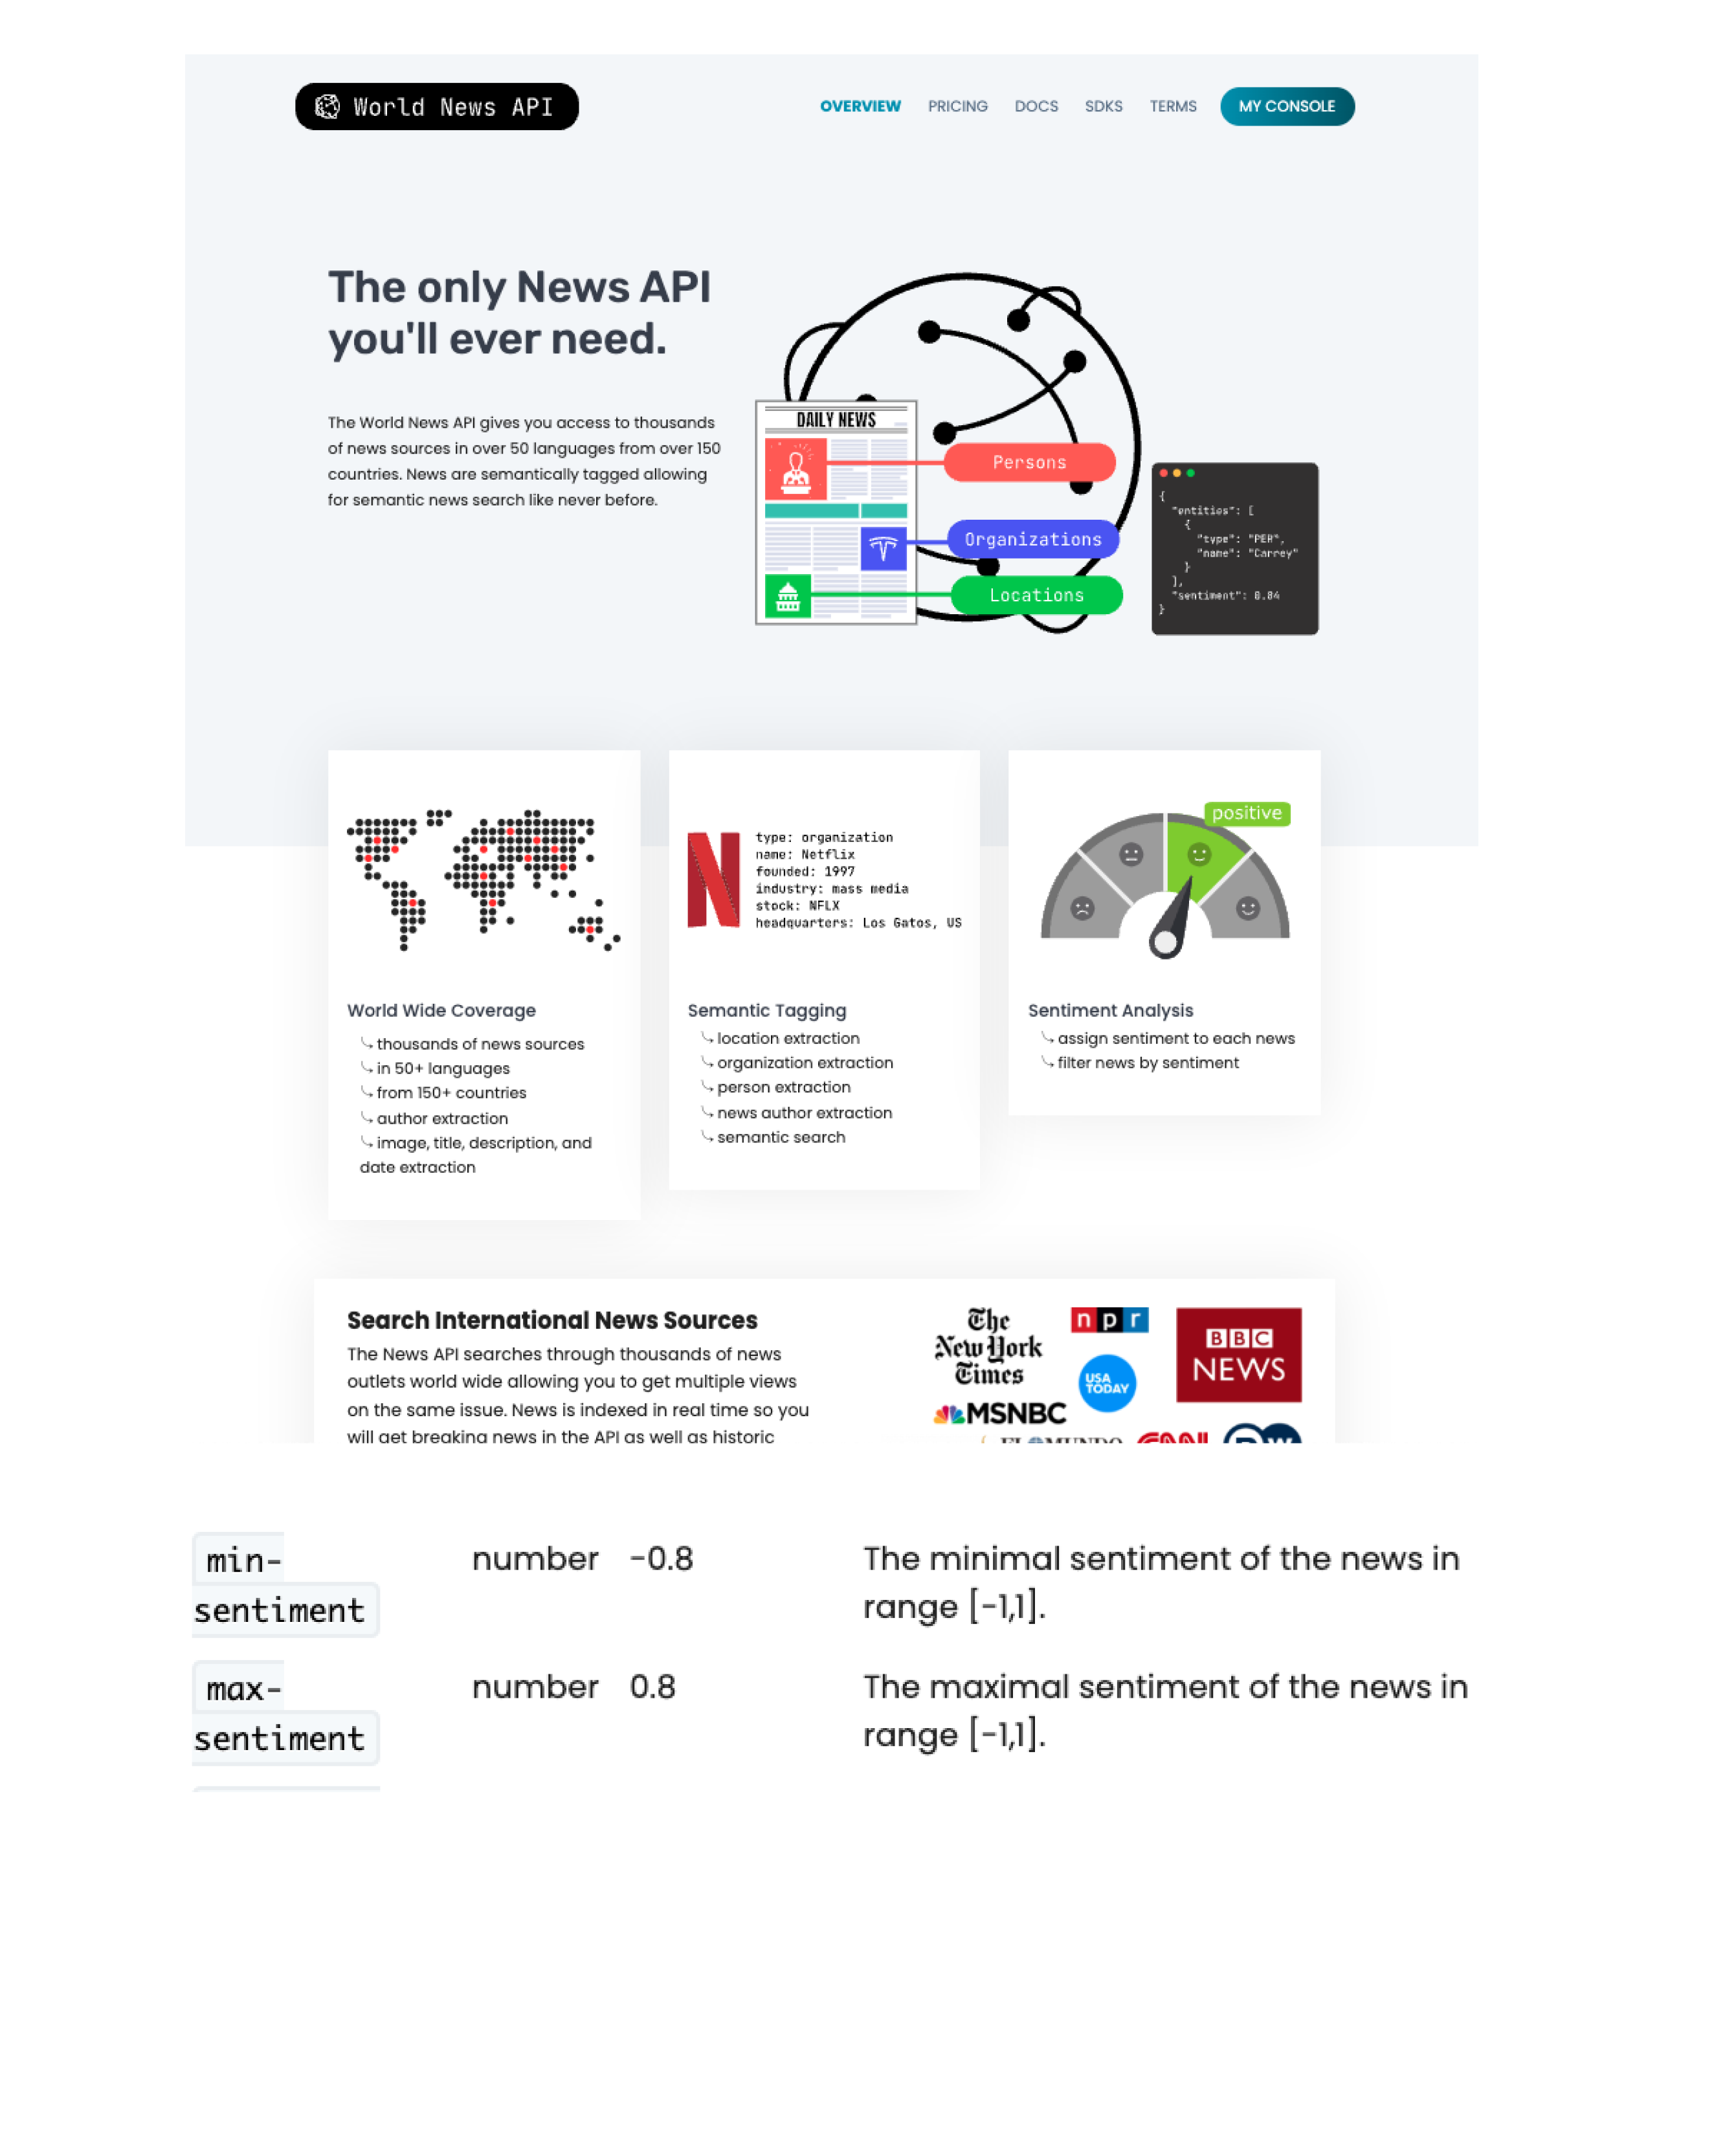 World News API
OVERVIEW PRICING DOCS SDKS TERMS MY CONSOLE
The only News API
you'll ever need.
The World News API gives you access to thousands
of news sources in over 50 languages from over 150
countries. News are semantically tagged allowing
for semantic news search like never before.
DAILY NEWS
Persons
Organizations
Locations
{
"entities": [
{
"type": "PER",
"name": "Carrey"
}
],
"sentiment": 0.84
}
type: organization
name: Netflix
founded: 1997
industry: mass media
stock: NFLX
headquarters: Los Gatos, US
positive
World Wide Coverage
thousands of news sources
in 50+ languages
from 150+ countries
author extraction
image, title, description, and
date extraction
Semantic Tagging
location extraction
organization extraction
person extraction
news author extraction
semantic search
Sentiment Analysis
assign sentiment to each news
filter news by sentiment
Search International News Sources
The News API searches through thousands of news
outlets world wide allowing you to get multiple views
on the same issue. News is indexed in real time so you
will get breaking news in the API as well as historic
The
New York
Times
npr
BBC
NEWS
USA
TODAY
MSNBC
EL MUNDO
CNN
DW
min-
sentiment
number -0.8
The minimal sentiment of the news in
range [-1,1].
max-
sentiment
number 0.8
The maximal sentiment of the news in
range [-1,1].